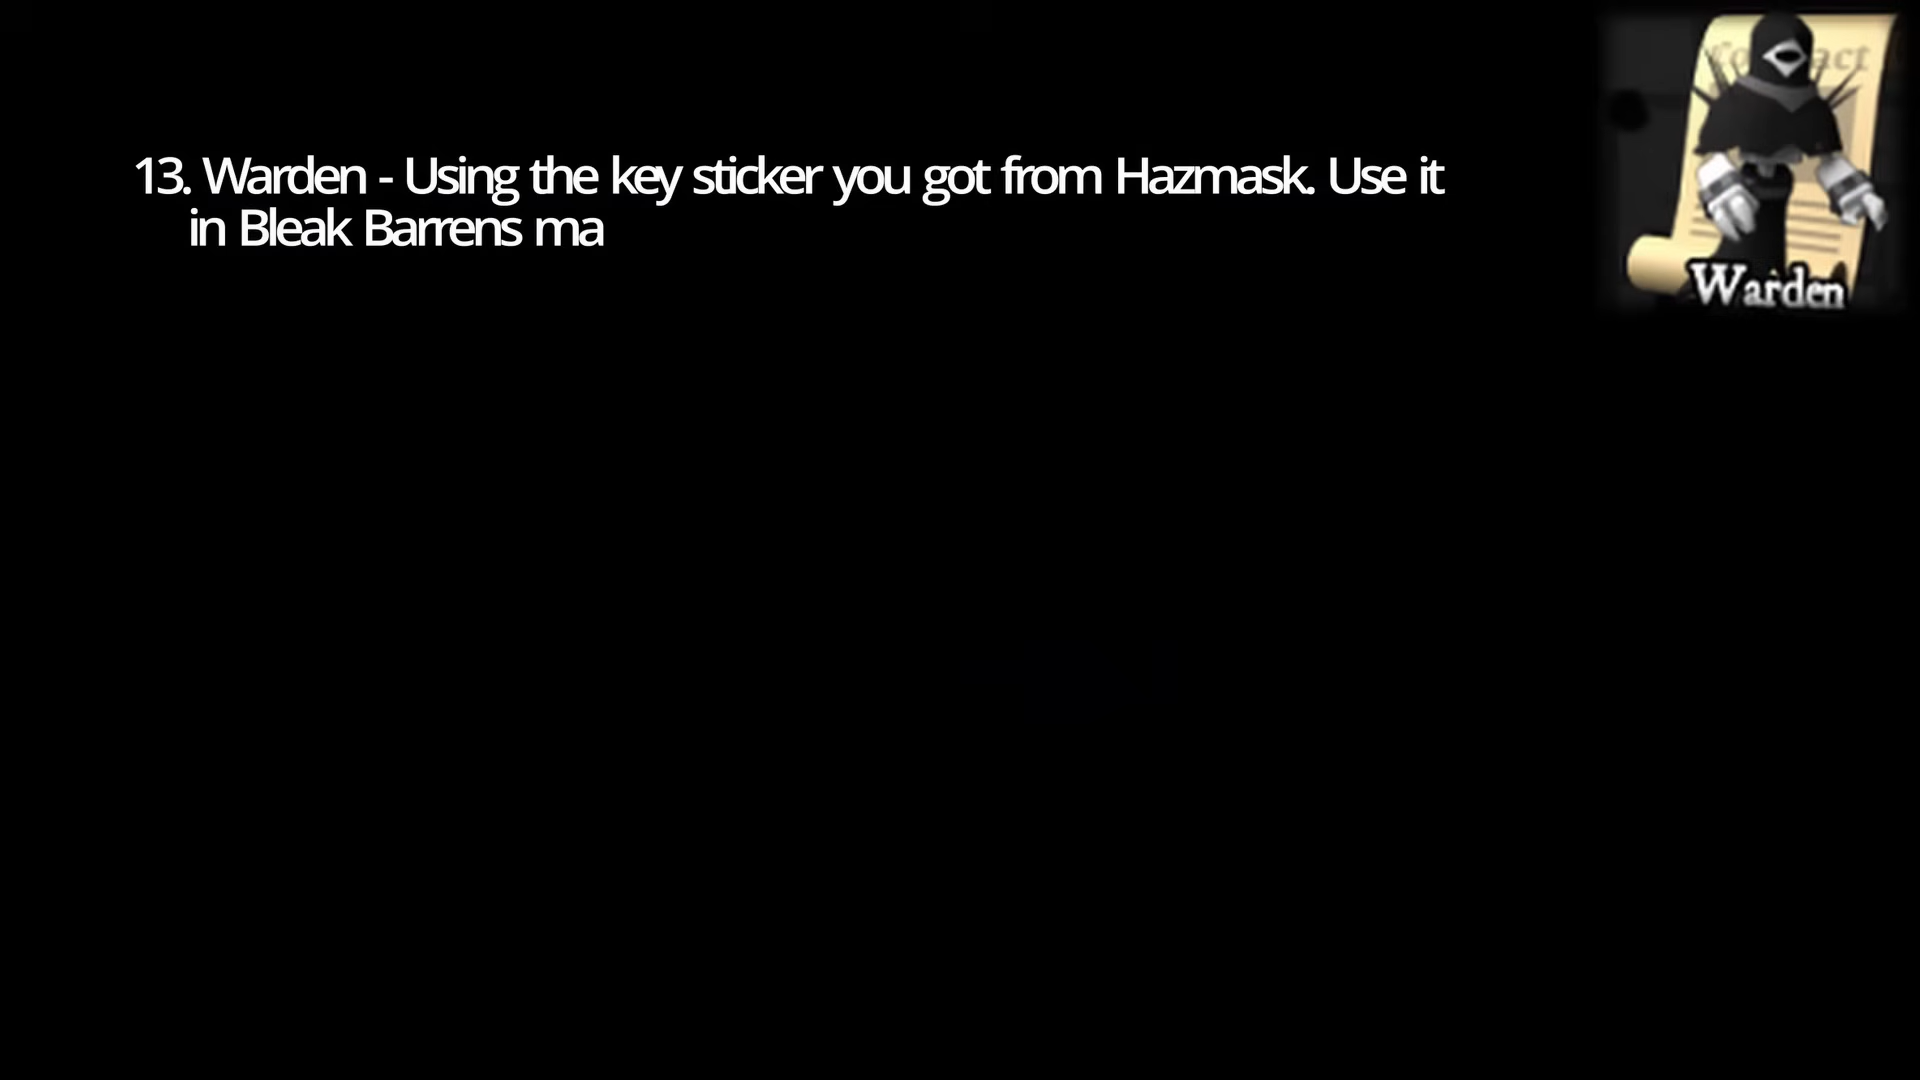 13. Warden - Using the key sticker you got from Hazmask. Use it
in Bleak Barrens ma
Warden